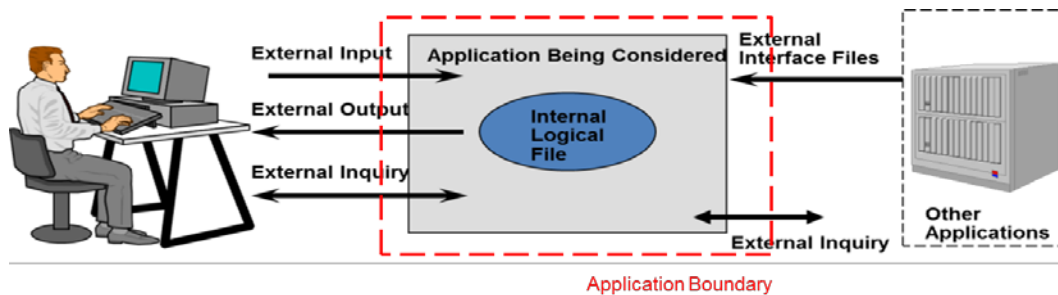 External Input
External Output
External Inquiry
Application Being Considered
Internal
Logical
File
External
Interface Files
External Inquiry
Other
Applications
Application Boundary